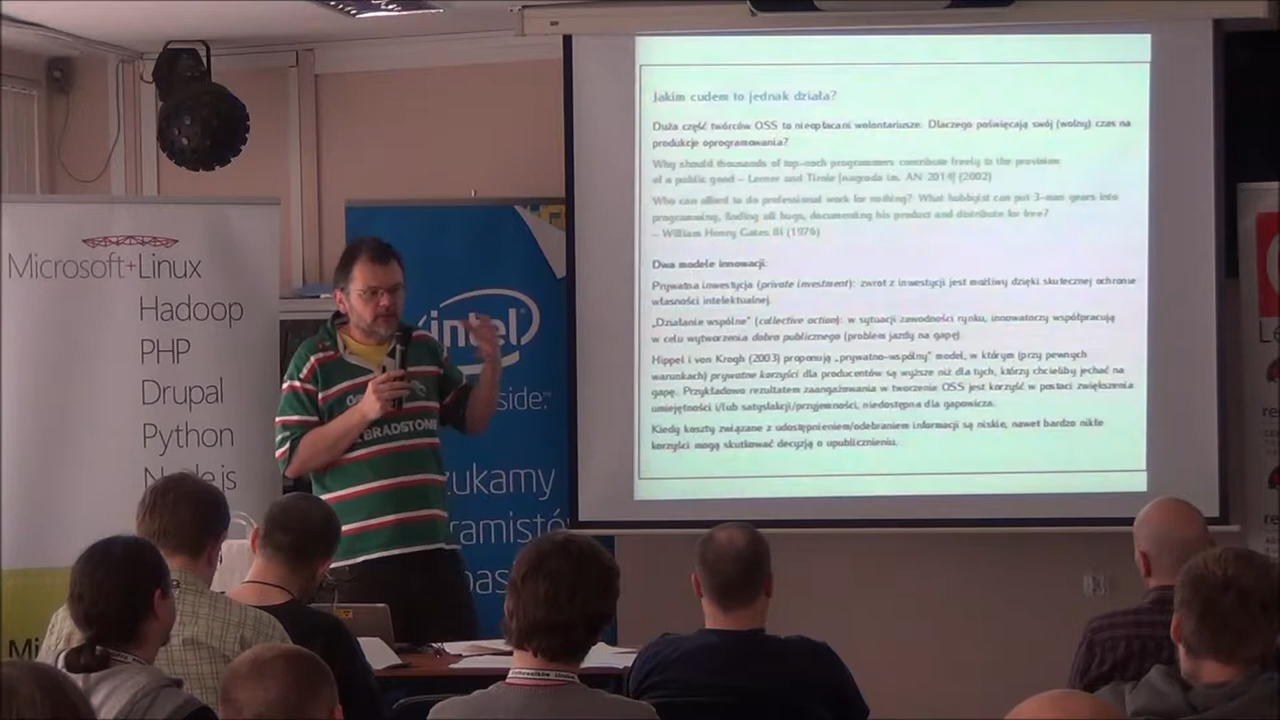 Microsoft+Linux
Hadoop
PHP
Drupal
Python
Node.js
Mi
intel
side.
zukamy
ramistó
pas
Jakim cudem to jednak działa?
Duża część twórców OSS to nieopłacani wolontariusze. Dlaczego poświęcają swój (wolny) czas na
produkcje oprogramowania?
Why should thousands of top-noch programmers contribute freely to the provision
of a public good – Lerner and Tirole [nagroda im. AN 2014] (2002)
Who can afford to do professional work for nothing? What hobbyist can put 3-man years into
programming, finding all bugs, documenting his product and distribute for free?
– William Henry Gates III (1976)
Dwa modele innowacji:
Prywatna inwestycja (private investment): zwrot z inwestycji jest możliwy dzięki skutecznej ochronie
własności intelektualnej.
„Działanie wspólne” (collective action): w sytuacji zawodności rynku, innowatorzy współpracują
w celu wytworzenia dobra publicznego (problem jazdy na gapę).
Hippel i von Krogh (2003) proponują „prywatno-wspólny” model, w którym (przy pewnych
warunkach) prywatne korzyści dla producentów są wyższe niż dla tych, którzy chcieliby jechać na
gapę. Przykładowo rezultatem zaangażowania w tworzenie OSS jest korzyść w postaci zwiększenia
umiejętności i/lub satysfakcji/przyjemności, niedostępna dla gapowicza.
Kiedy koszty związane z udostępnieniem/odebraniem informacji są niskie, nawet bardzo nikłe
korzyści mogą skutkować decyzją o upublicznieniu.
BRADSTONE